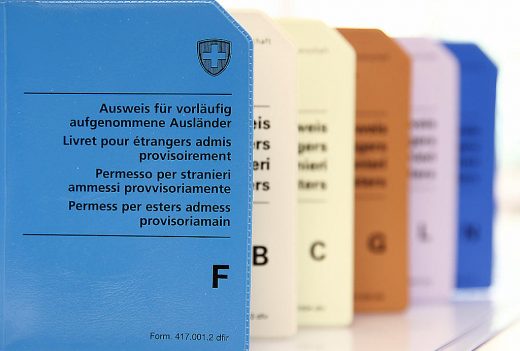 Ausweis für vorläufig
aufgenommene Ausländer
Livret pour étrangers admis
provisoirement
Permesso per stranieri
ammessi provvisoriamente
Permess per esters admess
provisoriamain
F
Form. 417.001.2 dfir
B
C
G
L
N